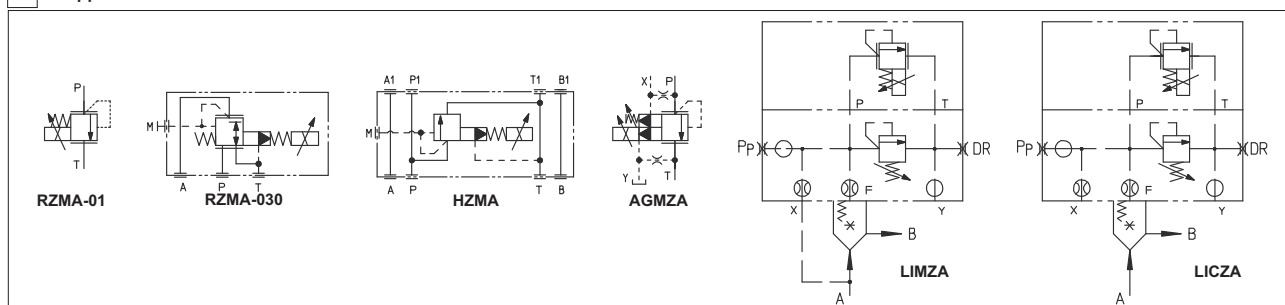 P
T
RZMA-01
M
A
P
T
RZMA-030
A1
P1
T1
B1
M
A
P
T
B
HZMA
X
P
Y
T
AGMZA
P
T
PP
DR
X
F
Y
B
A
LIMZA
P
T
PP
DR
X
F
Y
B
A
LICZA